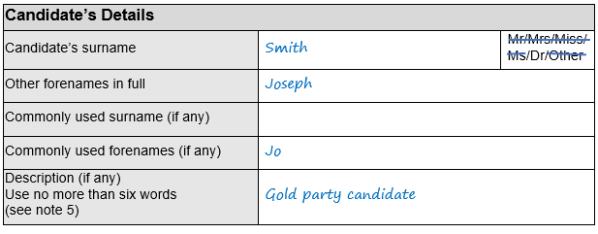 Candidate's Details
Candidate's surname
Smith
Mr/Mrs/Miss/
Ms/Dr/Other
Other forenames in full
Joseph
Commonly used surname (if any)
Commonly used forenames (if any)
Jo
Description (if any)
Use no more than six words
(see note 5)
Gold party candidate